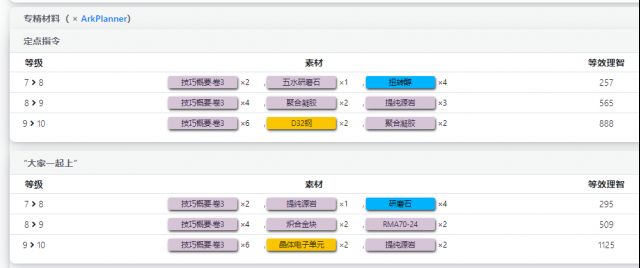 专精材料（ × ArkPlanner）
定点指令
等级 素材 等效理智
7 > 8 技巧概要·卷3 ×2 , 五水研磨石 ×1 , 扭转醇 ×4 257
8 > 9 技巧概要·卷3 ×4 , 聚合凝胶 ×2 , 提纯源岩 ×3 565
9 > 10 技巧概要·卷3 ×6 , D32钢 ×2 , 聚合凝胶 ×2 888
“大家一起上”
等级 素材 等效理智
7 > 8 技巧概要·卷3 ×2 , 提纯源岩 ×1 , 研磨石 ×4 295
8 > 9 技巧概要·卷3 ×4 , 炽合金块 ×2 , RMA70-24 ×2 509
9 > 10 技巧概要·卷3 ×6 , 晶体电子单元 ×2 , 提纯源岩 ×2 1125